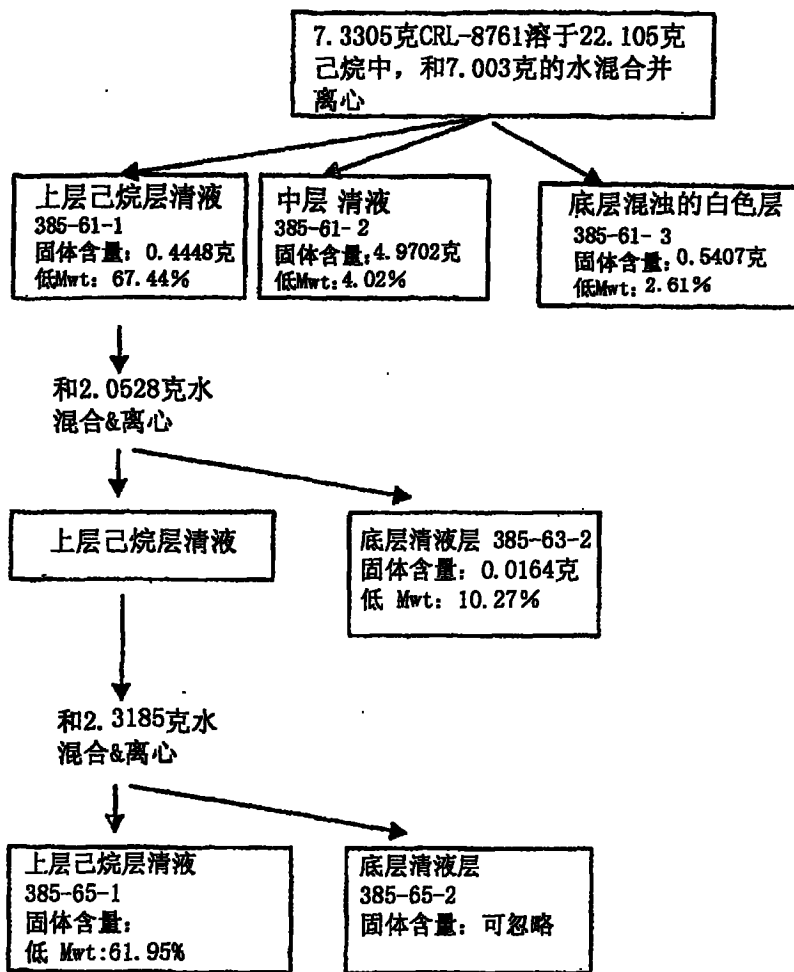 7.3305克CRL-8761溶于22.105克
己烷中，和7.003克的水混合并
离心
上层己烷层清液
385-61-1
固体含量：0.4448克
低Mwt：67.44%
中层 清液
385-61-2
固体含量:4.9702克
低Mwt:4.02%
底层混浊的白色层
385-61-3
固体含量:0.5407克
低Mwt:2.61%
和2.0528克水
混合&离心
上层己烷层清液
底层清液层 385-63-2
固体含量：0.0164克
低 Mwt：10.27%
和2.3185克水
混合&离心
上层己烷层清液
385-65-1
固体含量：
低 Mwt:61.95%
底层清液层
385-65-2
固体含量：可忽略